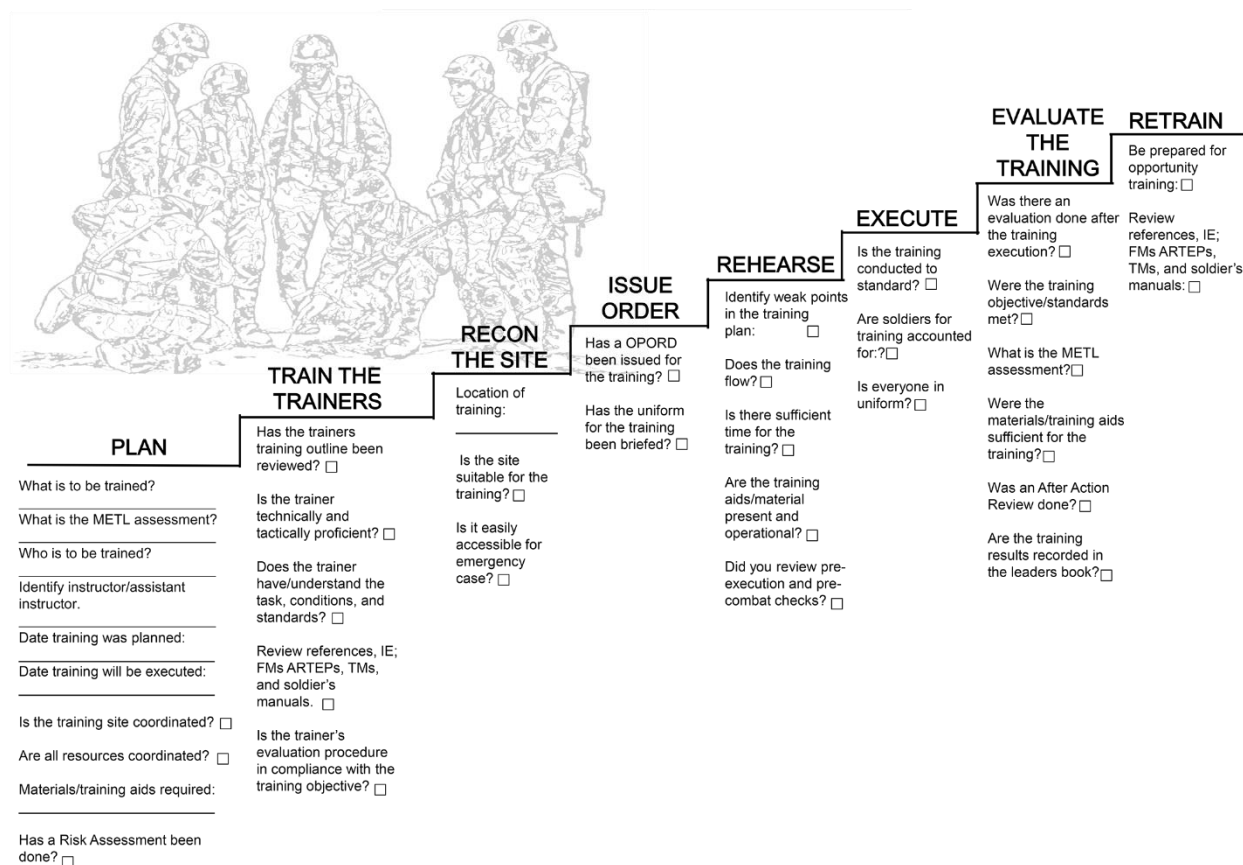 PLAN
What is to be trained?
What is the METL assessment?
Who is to be trained?
Identify instructor/assistant
instructor.
Date training was planned:
Date training will be executed:
Is the training site coordinated? □
Are all resources coordinated? □
Materials/training aids required:
Has a Risk Assessment been
done? □
TRAIN THE
TRAINERS
Has the trainers
training outline been
reviewed? □
Is the trainer
technically and
tactically proficient? □
Does the trainer
have/understand the
task, conditions, and
standards? □
Review references, IE;
FMs ARTEPs, TMs,
and soldier's
manuals. □
Is the trainer's
evaluation procedure
in compliance with the
training objective? □
RECON
THE SITE
Location of
training:
Is the site
suitable for the
training? □
Is it easily
accessible for
emergency
case? □
ISSUE
ORDER
Has a OPORD
been issued for
the training? □
Has the uniform
for the training
been briefed? □
REHEARSE
Identify weak points
in the training
plan: □
Does the training
flow? □
Is there sufficient
time for the
training? □
Are the training
aids/material
present and
operational? □
Did you review pre-
execution and pre-
combat checks? □
EXECUTE
Is the training
conducted to
standard? □
Are soldiers for
training accounted
for:? □
Is everyone in
uniform? □
EVALUATE
THE
TRAINING
Was there an
evaluation done after
the training
execution? □
Were the training
objective/standards
met? □
What is the METL
assessment? □
Were the
materials/training aids
sufficient for the
training? □
Was an After Action
Review done? □
Are the training
results recorded in
the leaders book? □
RETRAIN
Be prepared for
opportunity
training: □
Review
references, IE;
FMs ARTEPs,
TMs, and soldier's
manuals: □